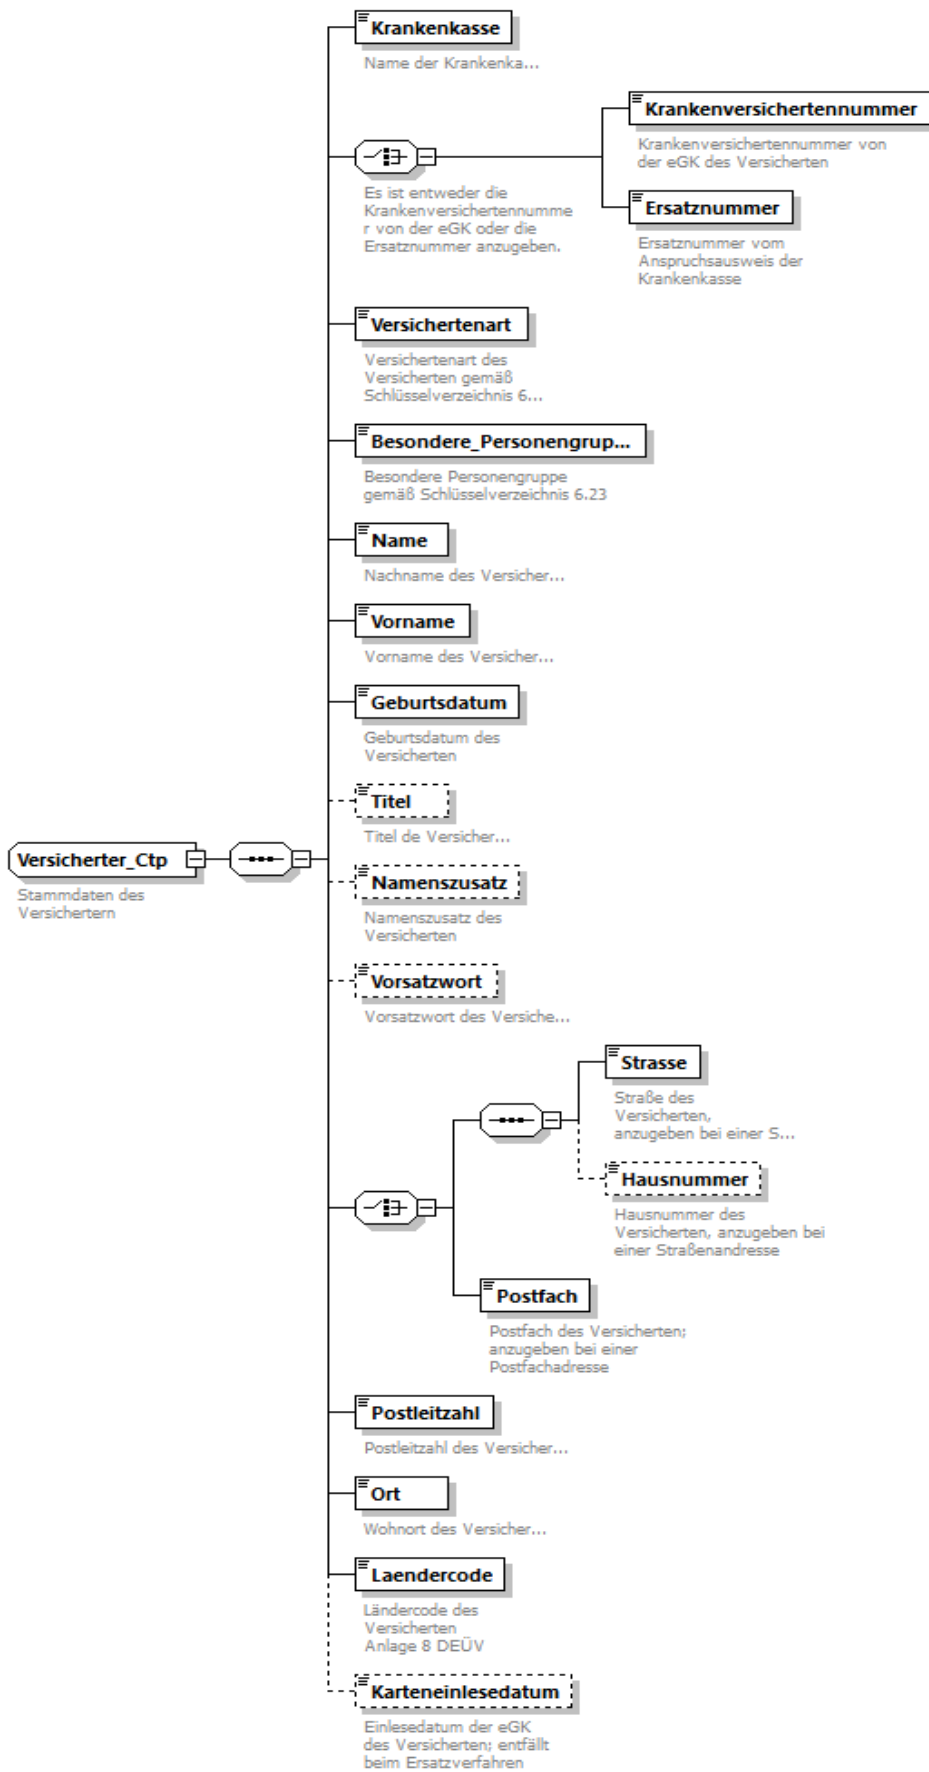 Krankenkasse
Name der Krankenka...
Krankenversichertennummer
Krankenversichertennummer von
der eGK des Versicherten
Es ist entweder die
Krankenversichertennumme
r von der eGK oder die
Ersatznummer anzugeben.
Ersatznummer
Ersatznummer vom
Anspruchsausweis der
Krankenkasse
Versichertenart
Versichertenart des
Versicherten gemäß
Schlüsselverzeichnis 6...
Besondere_Personengrup...
Besondere Personengruppe
gemäß Schlüsselverzeichnis 6.23
Name
Nachname des Versicher...
Vorname
Vorname des Versicher...
Geburtsdatum
Geburtsdatum des
Versicherten
Titel
Titel de Versicher...
Versicherter_Ctp
Stammdaten des
Versichertern
Namenszusatz
Namenszusatz des
Versicherten
Vorsatzwort
Vorsatzwort des Versiche...
Strasse
Straße des
Versicherten,
anzugeben bei einer S...
Hausnummer
Hausnummer des
Versicherten, anzugeben bei
einer Straßenandresse
Postfach
Postfach des Versicherten;
anzugeben bei einer
Postfachadresse
Postleitzahl
Postleitzahl des Versicher...
Ort
Wohnort des Versicher...
Laendercode
Ländercode des
Versicherten
Anlage 8 DEÜV
Karteneinlesedatum
Einlesedatum der eGK
des Versicherten; entfällt
beim Ersatzverfahren